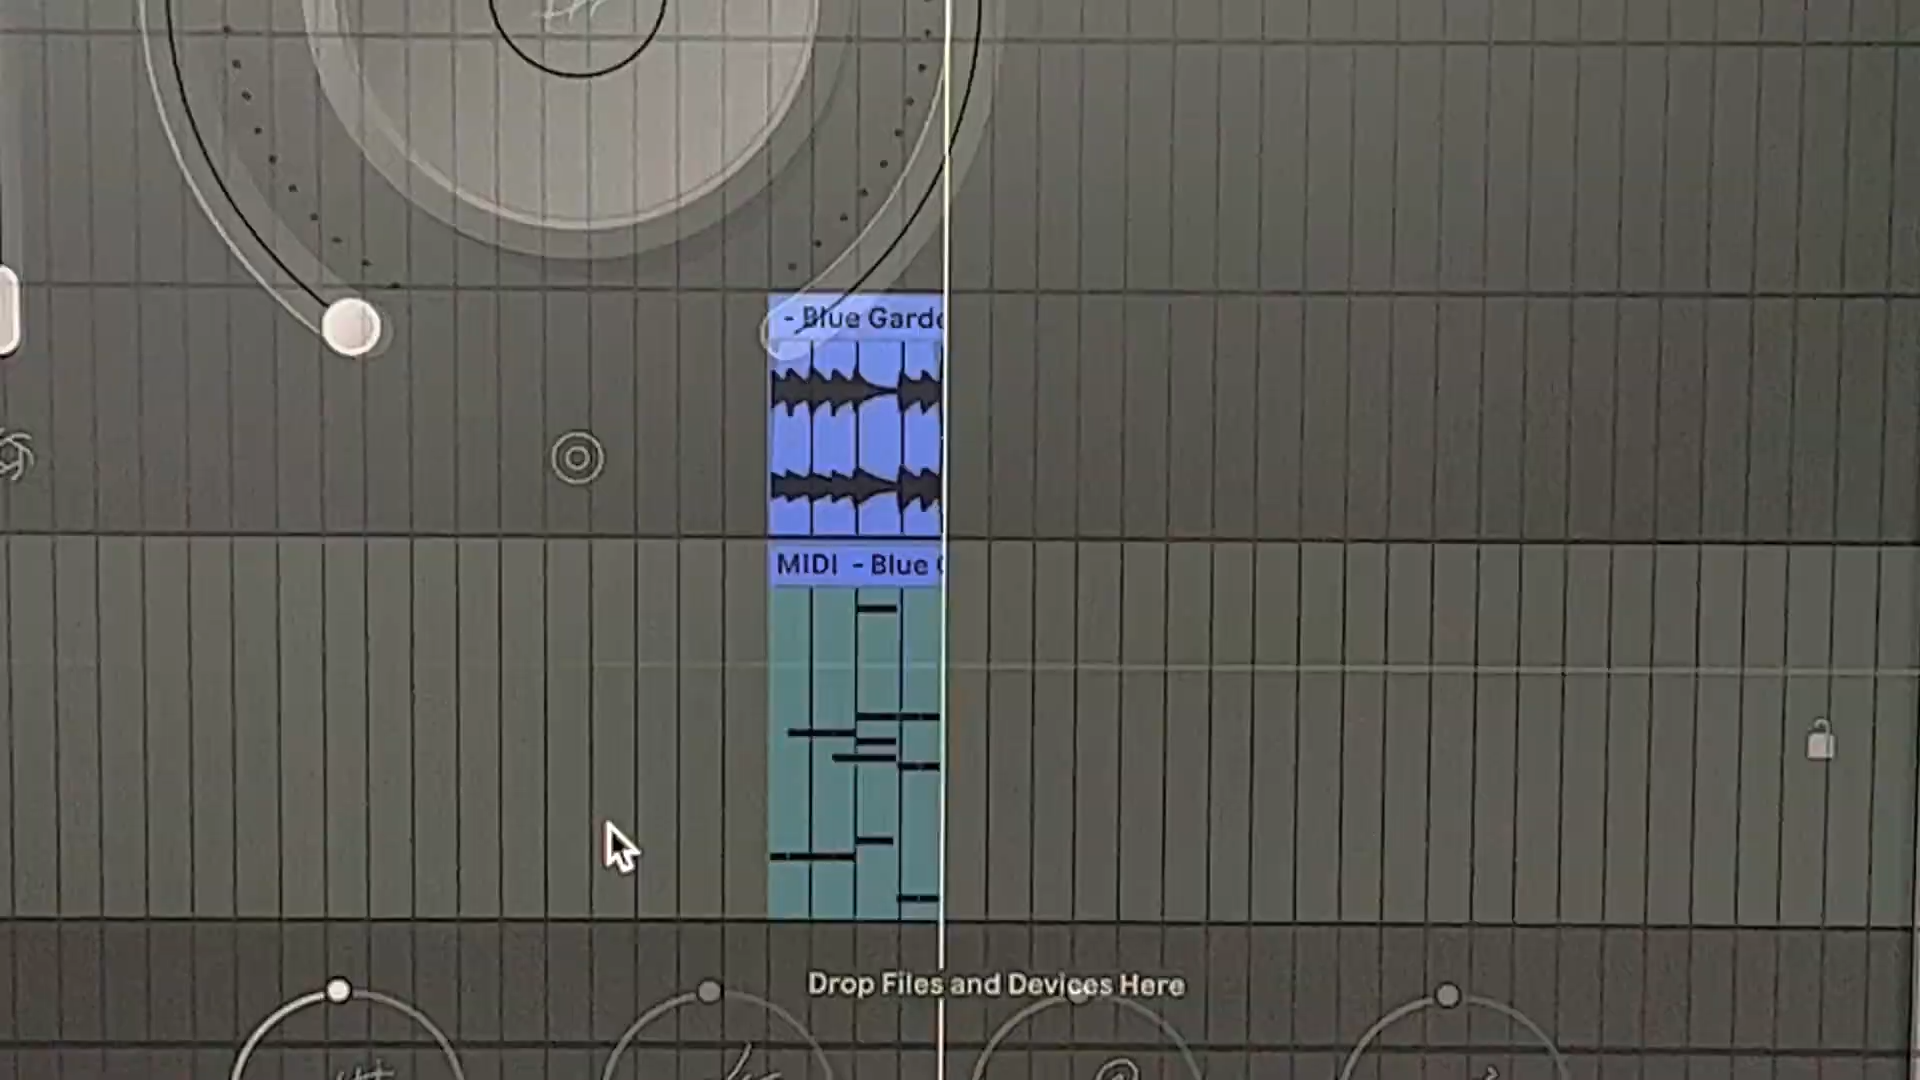 - Blue Gard
MIDI - Blue
Drop Files and Devices Here